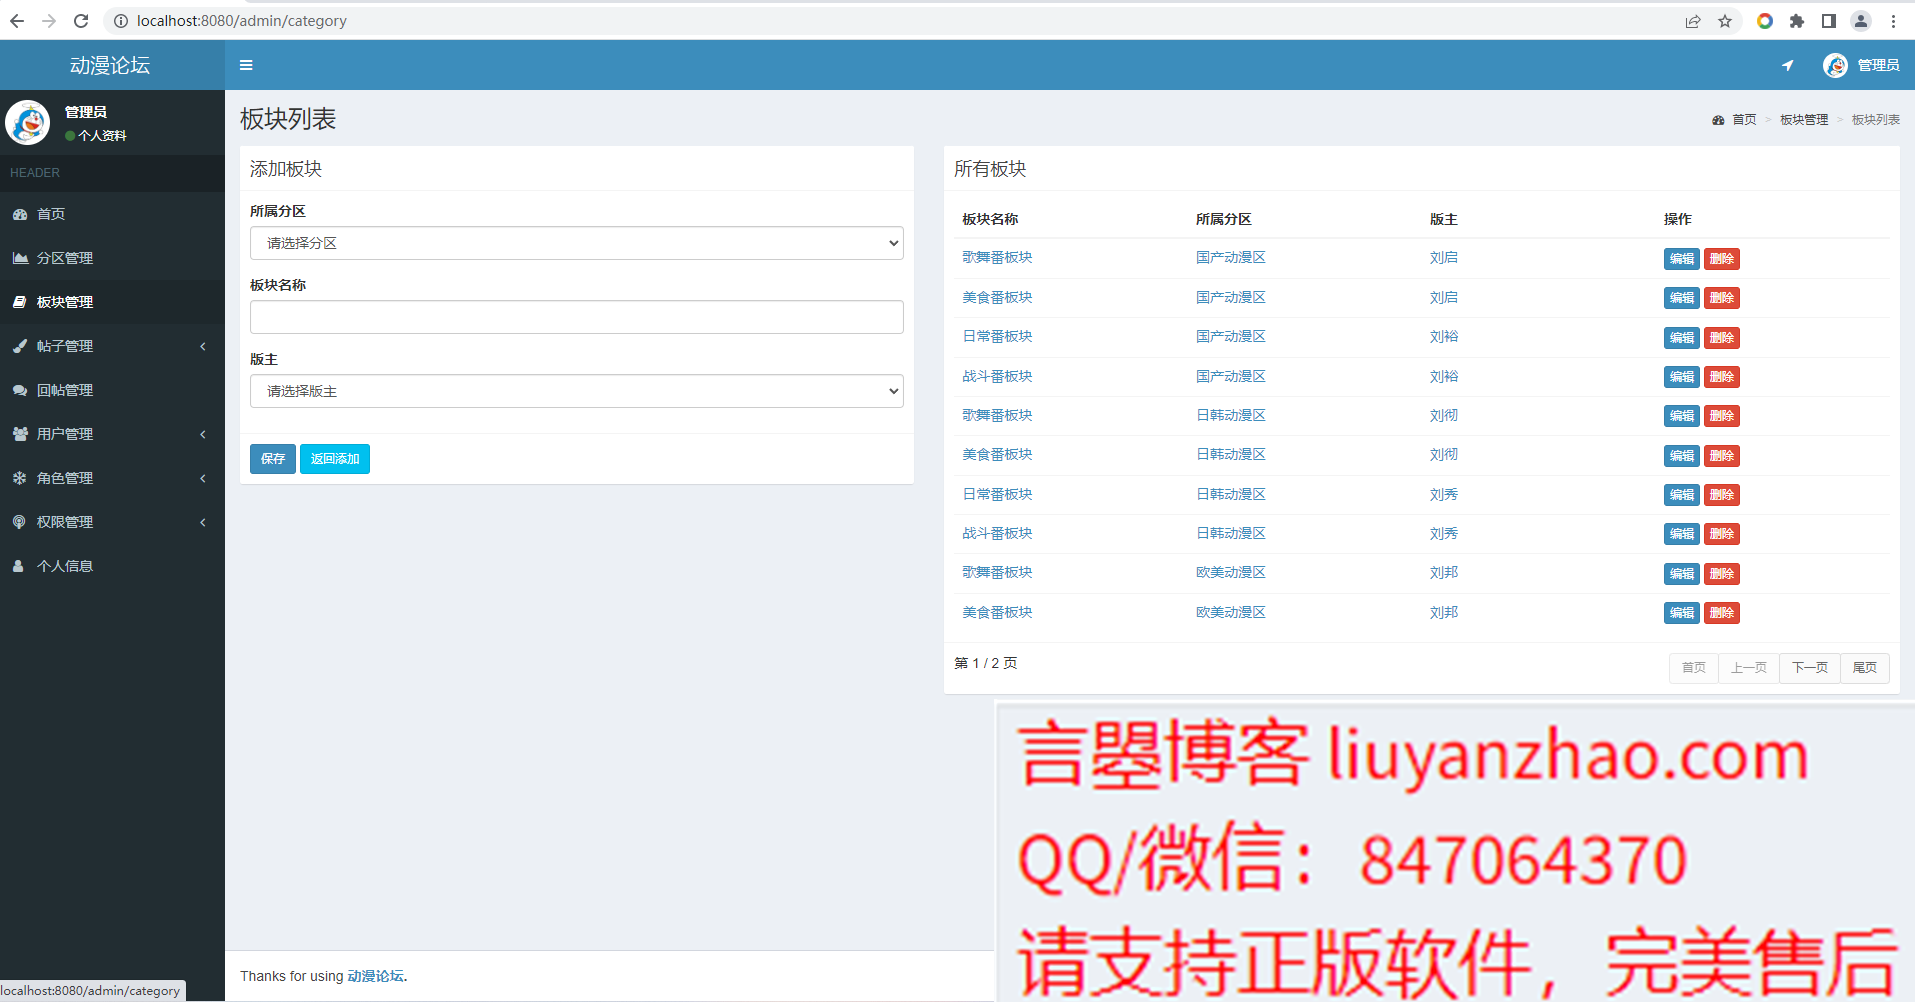 localhost:8080/admin/category
动漫论坛
管理员
管理员
个人资料
HEADER
首页
分区管理
板块管理
帖子管理
回帖管理
用户管理
角色管理
权限管理
个人信息
板块列表
首页 > 板块管理 > 板块列表
添加板块
所属分区
请选择分区
板块名称
版主
请选择版主
保存 返回添加
所有板块
板块名称 所属分区 版主 操作
歌舞番板块 国产动漫区 刘启 编辑 删除
美食番板块 国产动漫区 刘启 编辑 删除
日常番板块 国产动漫区 刘裕 编辑 删除
战斗番板块 国产动漫区 刘裕 编辑 删除
歌舞番板块 日韩动漫区 刘彻 编辑 删除
美食番板块 日韩动漫区 刘彻 编辑 删除
日常番板块 日韩动漫区 刘秀 编辑 删除
战斗番板块 日韩动漫区 刘秀 编辑 删除
歌舞番板块 欧美动漫区 刘邦 编辑 删除
美食番板块 欧美动漫区 刘邦 编辑 删除
第 1 / 2 页
首页 上一页 下一页 尾页
言曌博客 liuyanzhao.com
QQ/微信：847064370
请支持正版软件，完美售后
Thanks for using 动漫论坛.
localhost:8080/admin/category